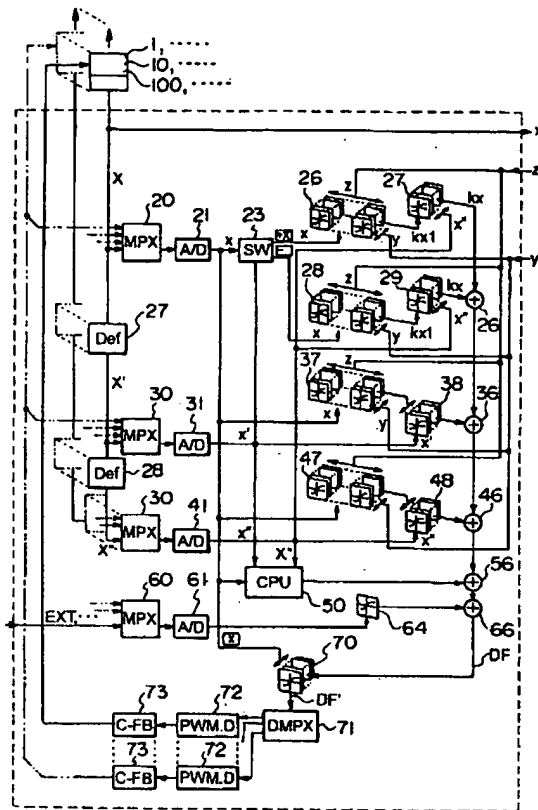 1, ·····
10, ·····
100, ·····
x
X
z
z
20
21
23
26
27
kx
MPX
A/D
x
SW
+X
−
x
kx1
x"
y
y
28
29
kx
27
Def
x
y
kx1
x"
26
z
37
38
X'
30
31
x'
MPX
A/D
x
y
x'
36
Def
28
z
47
48
30
41
x"
MPX
A/D
x"
46
X"
X"
60
61
CPU
56
EXT, ····
MPX
A/D
50
64
66
x
70
DF
73
72
DF'
C-FB
PWM.D
DMPX
73
72
71
C-FB
PWM.D